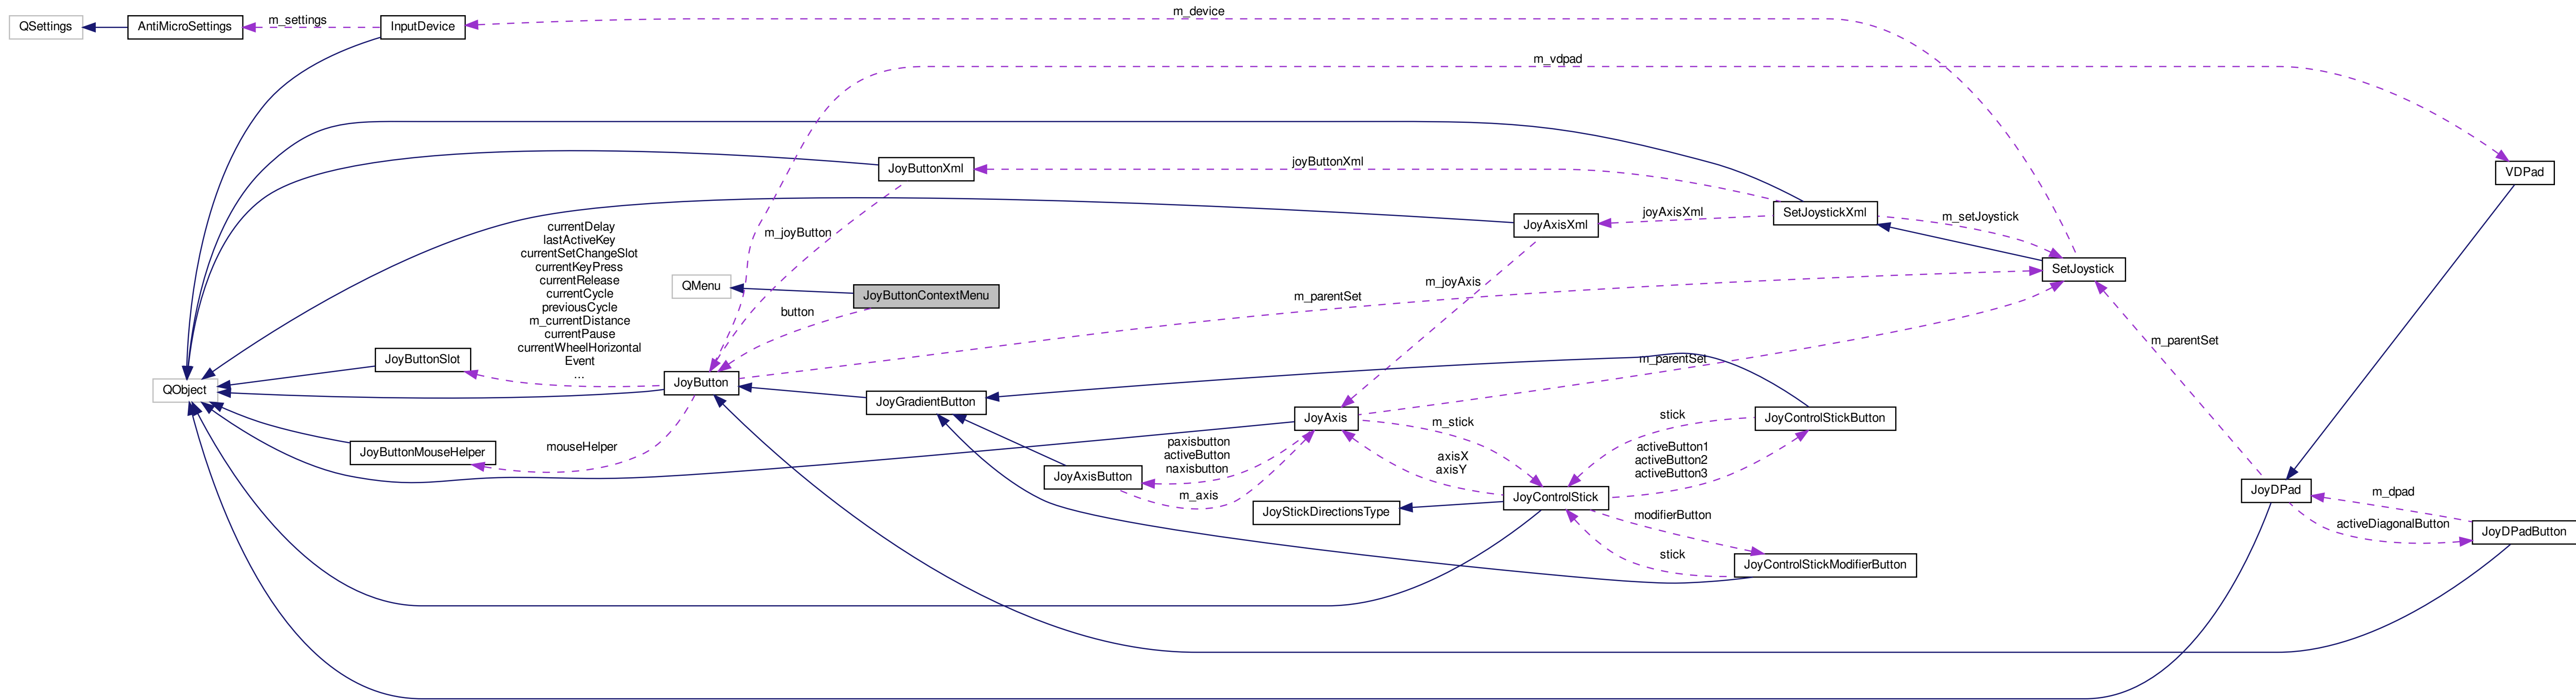 m_device
QSettings
AntiMicroSettings
m_settings
InputDevice
m_vdpad
JoyButtonXml
joyButtonXml
VDPad
SetJoystickXml
joyAxisXml
m_setJoystick
JoyAxisXml
m_joyButton
currentDelay
lastActiveKey
currentSetChangeSlot
currentKeyPress
currentRelease
currentCycle
previousCycle
m_currentDistance
currentPause
currentWheelHorizontal
Event
...
SetJoystick
m_joyAxis
QMenu
JoyButtonContextMenu
m_parentSet
button
m_parentSet
m_parentSet
JoyButtonSlot
QObject
JoyButton
JoyGradientButton
JoyAxis
m_stick
stick
JoyControlStickButton
mouseHelper
JoyButtonMouseHelper
paxisbutton
activeButton
naxisbutton
axisX
axisY
activeButton1
activeButton2
activeButton3
JoyAxisButton
m_axis
JoyControlStick
JoyStickDirectionsType
modifierButton
JoyDPad
m_dpad
activeDiagonalButton
JoyDPadButton
stick
JoyControlStickModifierButton